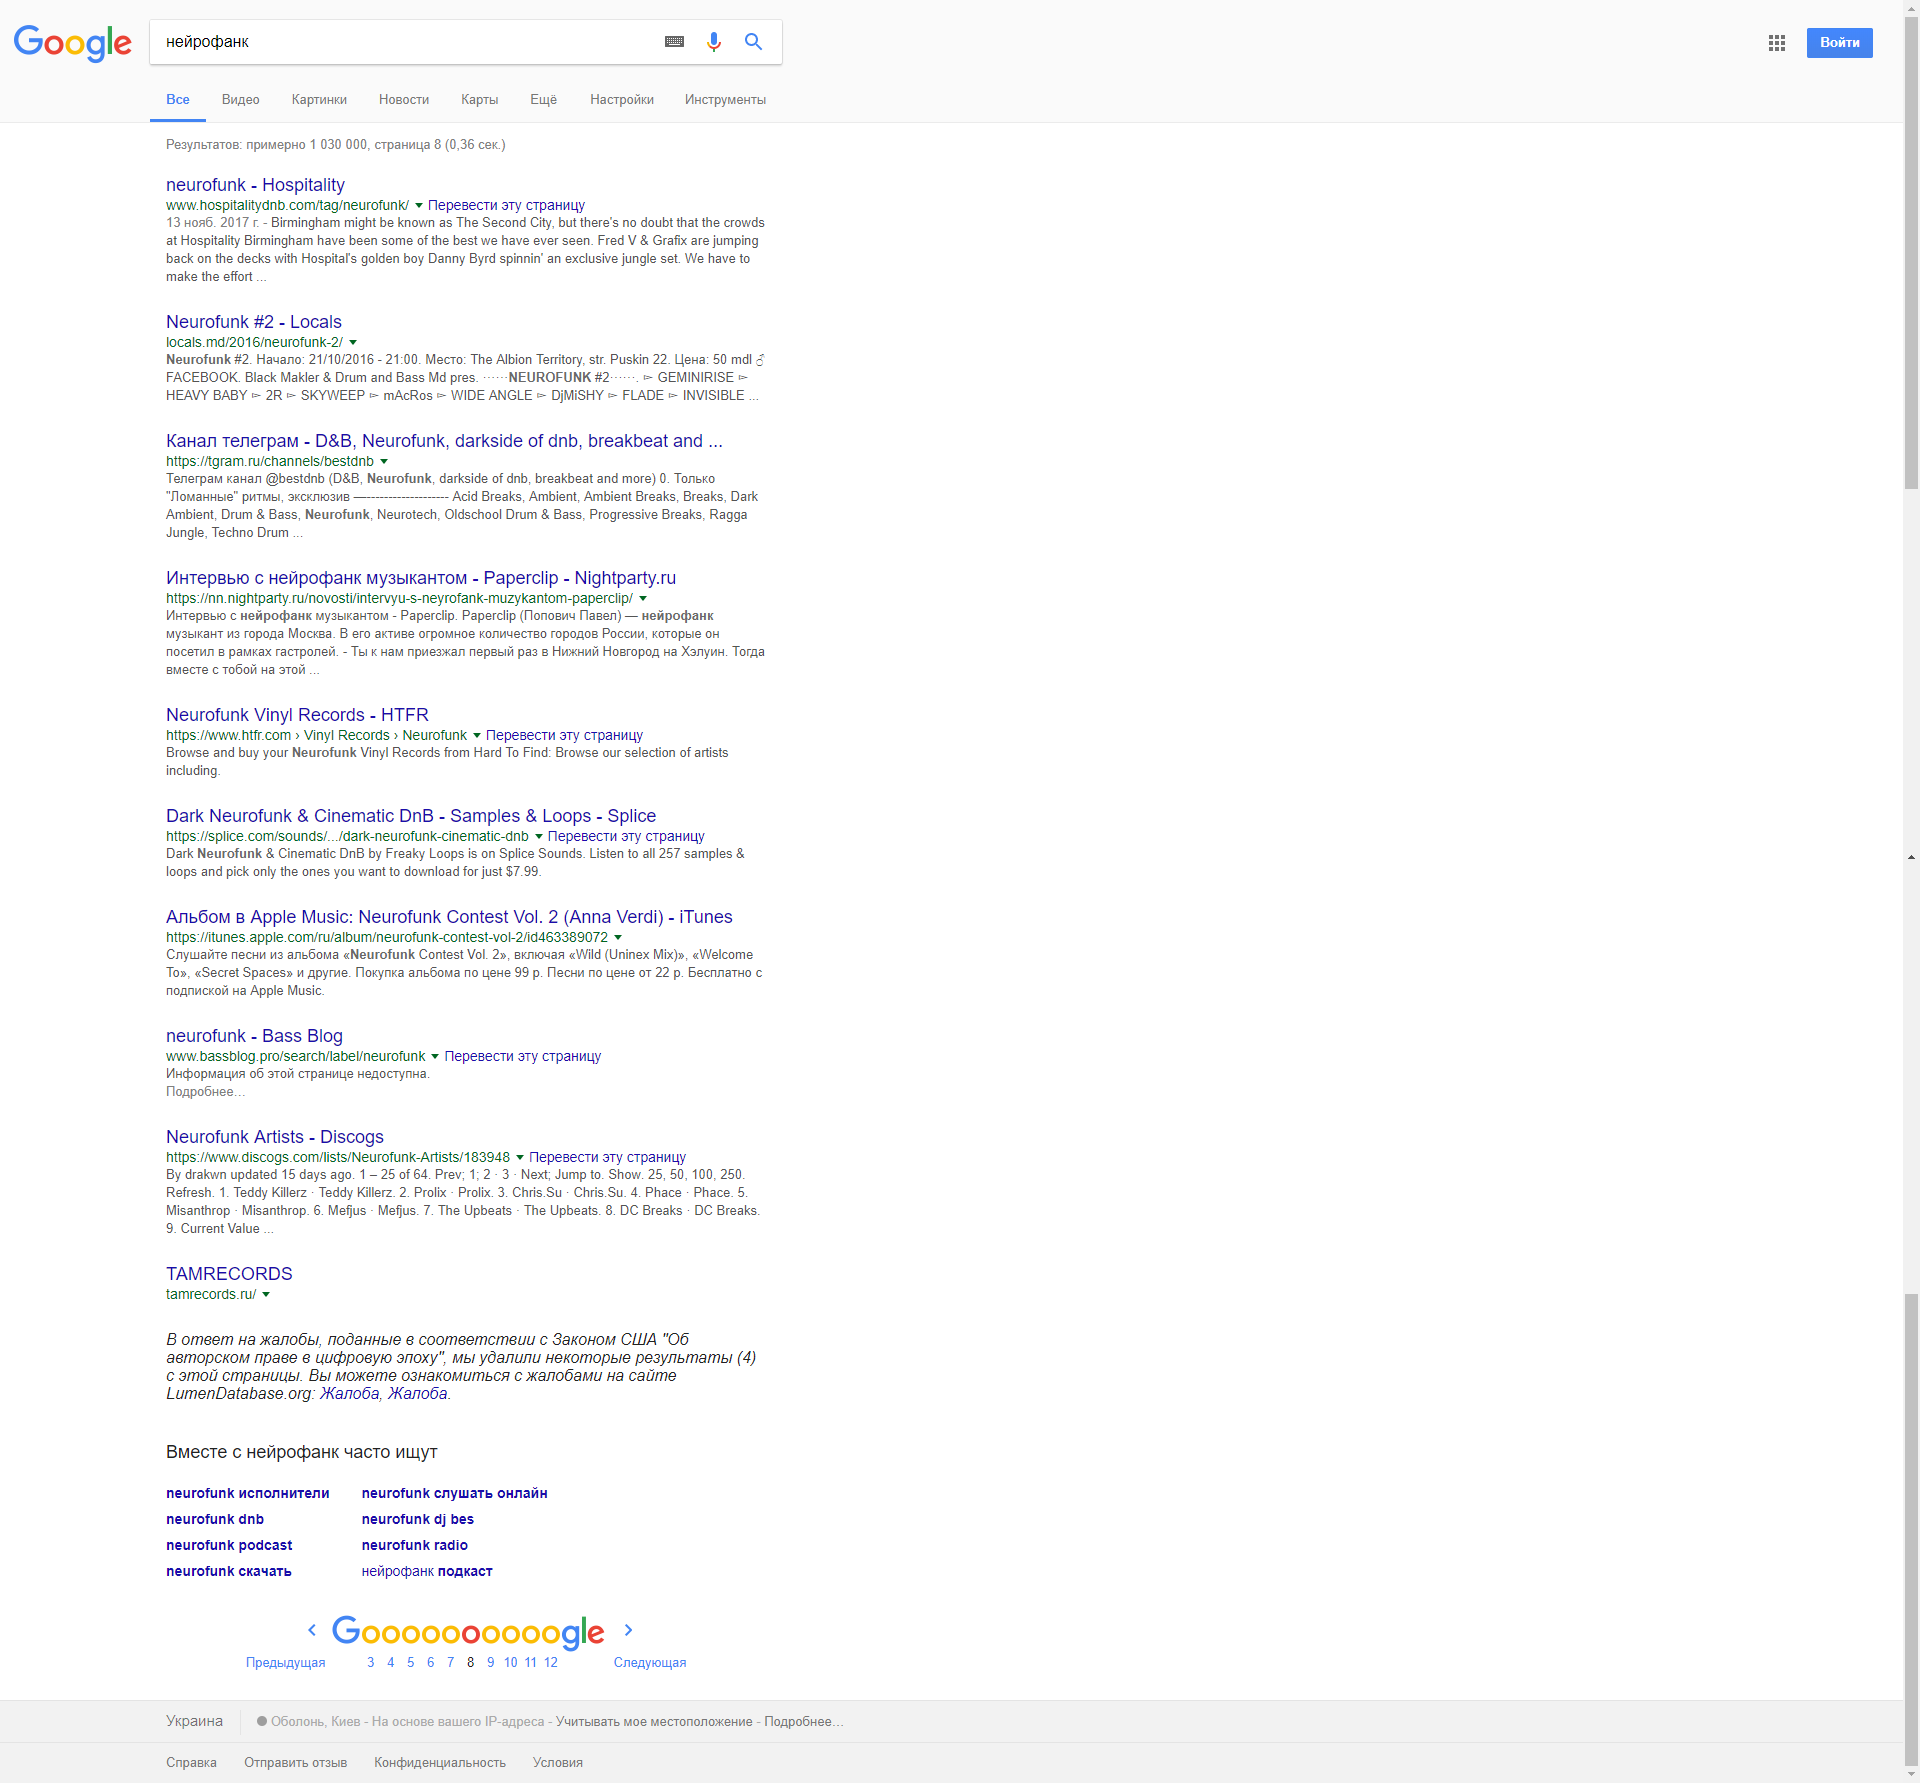 Google
нейрофанк
Войти
Все Видео Картинки Новости Карты Ещё Настройки Инструменты
Результатов: примерно 1 030 000, страница 8 (0,36 сек.)
neurofunk - Hospitality
www.hospitalitydnb.com/tag/neurofunk/ Перевести эту страницу
13 нояб. 2017 г. - Birmingham might be known as The Second City, but there's no doubt that the crowds
at Hospitality Birmingham have been some of the best we have ever seen. Fred V & Grafix are jumping
back on the decks with Hospital's golden boy Danny Byrd spinnin' an exclusive jungle set. We have to
make the effort ...
Neurofunk #2 - Locals
locals.md/2016/neurofunk-2/
Neurofunk #2. Начало: 21/10/2016 - 21:00. Место: The Albion Territory, str. Puskin 22. Цена: 50 mdl ☌
FACEBOOK. Black Makler & Drum and Bass Md pres. ······NEUROFUNK #2······. ▻ GEMINIRISE ▻
HEAVY BABY ▻ 2R ▻ SKYWEEP ▻ mAcRos ▻ WIDE ANGLE ▻ DjMiSHY ▻ FLADE ▻ INVISIBLE ...
Канал телеграм - D&B, Neurofunk, darkside of dnb, breakbeat and ...
https://tgram.ru/channels/bestdnb
Телеграм канал @bestdnb (D&B, Neurofunk, darkside of dnb, breakbeat and more) 0. Только
"Ломанные" ритмы, эксклюзив —------------------- Acid Breaks, Ambient, Ambient Breaks, Breaks, Dark
Ambient, Drum & Bass, Neurofunk, Neurotech, Oldschool Drum & Bass, Progressive Breaks, Ragga
Jungle, Techno Drum ...
Интервью с нейрофанк музыкантом - Paperclip - Nightparty.ru
https://nn.nightparty.ru/novosti/intervyu-s-neyrofank-muzykantom-paperclip/
Интервью с нейрофанк музыкантом - Paperclip. Paperclip (Попович Павел) — нейрофанк
музыкант из города Москва. В его активе огромное количество городов России, которые он
посетил в рамках гастролей. - Ты к нам приезжал первый раз в Нижний Новгород на Хэлуин. Тогда
вместе с тобой на этой ...
Neurofunk Vinyl Records - HTFR
https://www.htfr.com › Vinyl Records › Neurofunk Перевести эту страницу
Browse and buy your Neurofunk Vinyl Records from Hard To Find: Browse our selection of artists
including.
Dark Neurofunk & Cinematic DnB - Samples & Loops - Splice
https://splice.com/sounds/.../dark-neurofunk-cinematic-dnb Перевести эту страницу
Dark Neurofunk & Cinematic DnB by Freaky Loops is on Splice Sounds. Listen to all 257 samples &
loops and pick only the ones you want to download for just $7.99.
Альбом в Apple Music: Neurofunk Contest Vol. 2 (Anna Verdi) - iTunes
https://itunes.apple.com/ru/album/neurofunk-contest-vol-2/id463389072
Слушайте песни из альбома «Neurofunk Contest Vol. 2», включая «Wild (Uninex Mix)», «Welcome
To», «Secret Spaces» и другие. Покупка альбома по цене 99 р. Песни по цене от 22 р. Бесплатно с
подпиской на Apple Music.
neurofunk - Bass Blog
www.bassblog.pro/search/label/neurofunk Перевести эту страницу
Информация об этой странице недоступна.
Подробнее...
Neurofunk Artists - Discogs
https://www.discogs.com/lists/Neurofunk-Artists/183948 Перевести эту страницу
By drakwn updated 15 days ago. 1 – 25 of 64. Prev; 1; 2 · 3 · Next; Jump to. Show. 25, 50, 100, 250.
Refresh. 1. Teddy Killerz · Teddy Killerz. 2. Prolix · Prolix. 3. Chris.Su · Chris.Su. 4. Phace · Phace. 5.
Misanthrop · Misanthrop. 6. Mefjus · Mefjus. 7. The Upbeats · The Upbeats. 8. DC Breaks · DC Breaks.
9. Current Value ...
TAMRECORDS
tamrecords.ru/
В ответ на жалобы, поданные в соответствии с Законом США "Об
авторском праве в цифровую эпоху", мы удалили некоторые результаты (4)
с этой страницы. Вы можете ознакомиться с жалобами на сайте
LumenDatabase.org: Жалоба, Жалоба.
Вместе с нейрофанк часто ищут
neurofunk исполнители neurofunk слушать онлайн
neurofunk dnb neurofunk dj bes
neurofunk podcast neurofunk radio
neurofunk скачать нейрофанк подкаст
Goooooooooogle
Предыдущая 3 4 5 6 7 8 9 10 11 12 Следующая
Украина Оболонь, Киев - На основе вашего IP-адреса - Учитывать мое местоположение - Подробнее...
Справка Отправить отзыв Конфиденциальность Условия